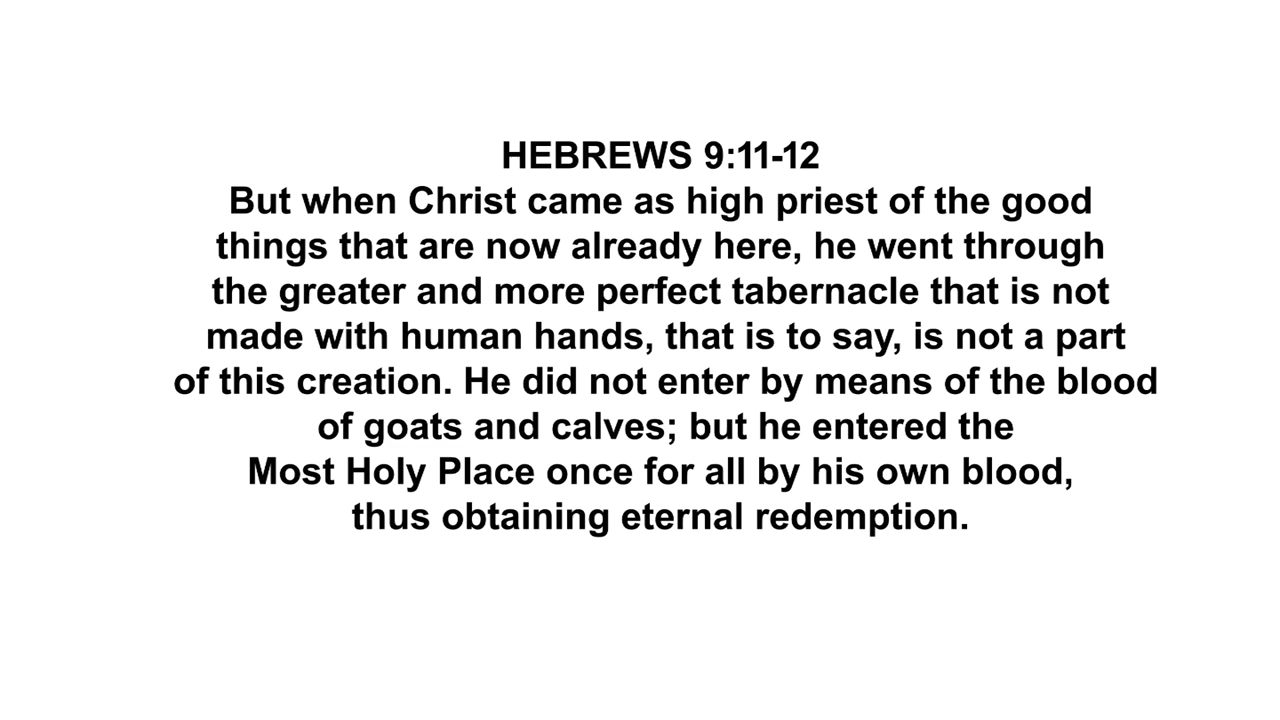 HEBREWS 9:11-12
But when Christ came as high priest of the good
things that are now already here, he went through
the greater and more perfect tabernacle that is not
made with human hands, that is to say, is not a part
of this creation. He did not enter by means of the blood
of goats and calves; but he entered the
Most Holy Place once for all by his own blood,
thus obtaining eternal redemption.